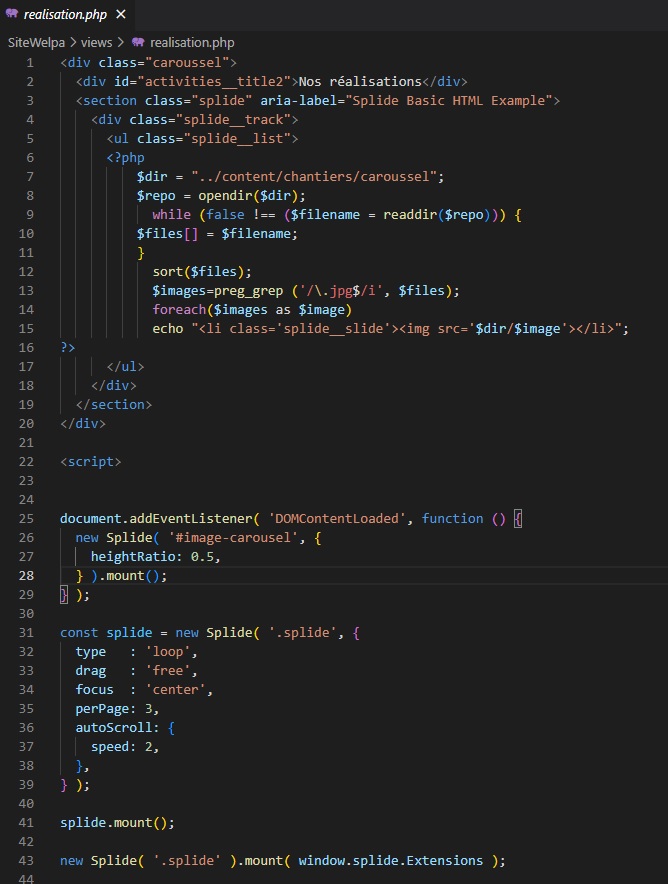 realisation.php ×
SiteWelpa > views > realisation.php
1 <div class="caroussel">
2   <div id="activities__title2">Nos réalisations</div>
3   <section class="splide" aria-label="Splide Basic HTML Example">
4     <div class="splide__track">
5       <ul class="splide__list">
6       <?php
7           $dir = "../content/chantiers/caroussel";
8           $repo = opendir($dir);
9             while (false !== ($filename = readdir($repo))) {
10           $files[] = $filename;
11           }
12             sort($files);
13             $images=preg_grep ('/\.jpg$/i', $files);
14             foreach($images as $image)
15             echo "<li class='splide__slide'><img src='$dir/$image'></li>";
16 ?>
17       </ul>
18     </div>
19   </section>
20 </div>
21
22 <script>
23
24
25 document.addEventListener( 'DOMContentLoaded', function () {
26   new Splide( '#image-carousel', {
27     heightRatio: 0.5,
28   } ).mount();
29 } );
30
31 const splide = new Splide( '.splide', {
32   type   : 'loop',
33   drag   : 'free',
34   focus  : 'center',
35   perPage: 3,
36   autoScroll: {
37     speed: 2,
38   },
39 } );
40
41 splide.mount();
42
43 new Splide( '.splide' ).mount( window.splide.Extensions );
44